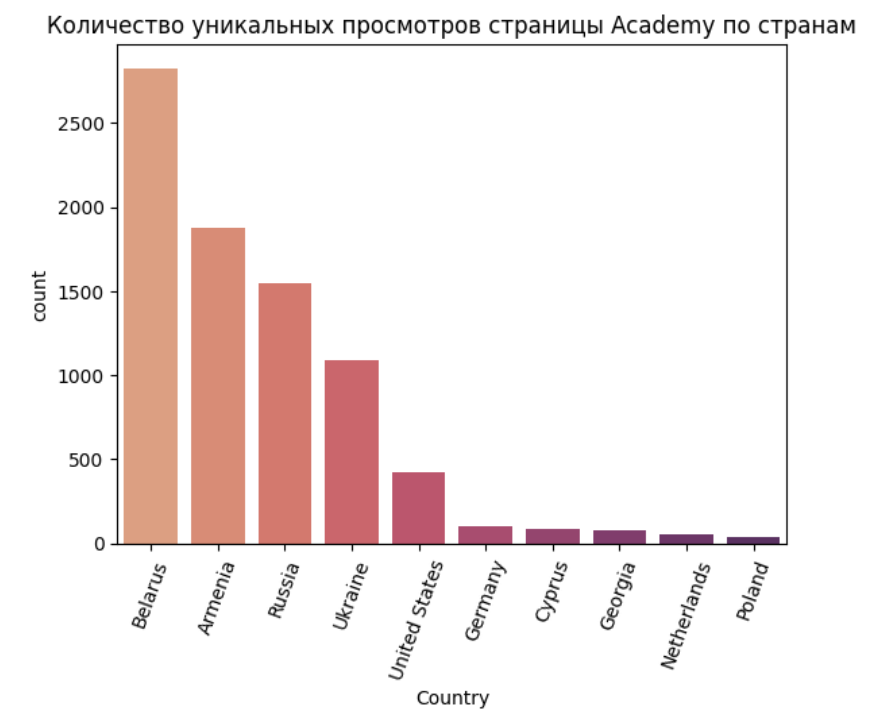 Количество уникальных просмотров страницы Academy по странам
count
2500
2000
1500
1000
500
0
Belarus
Armenia
Russia
Ukraine
United States
Germany
Cyprus
Georgia
Netherlands
Poland
Country